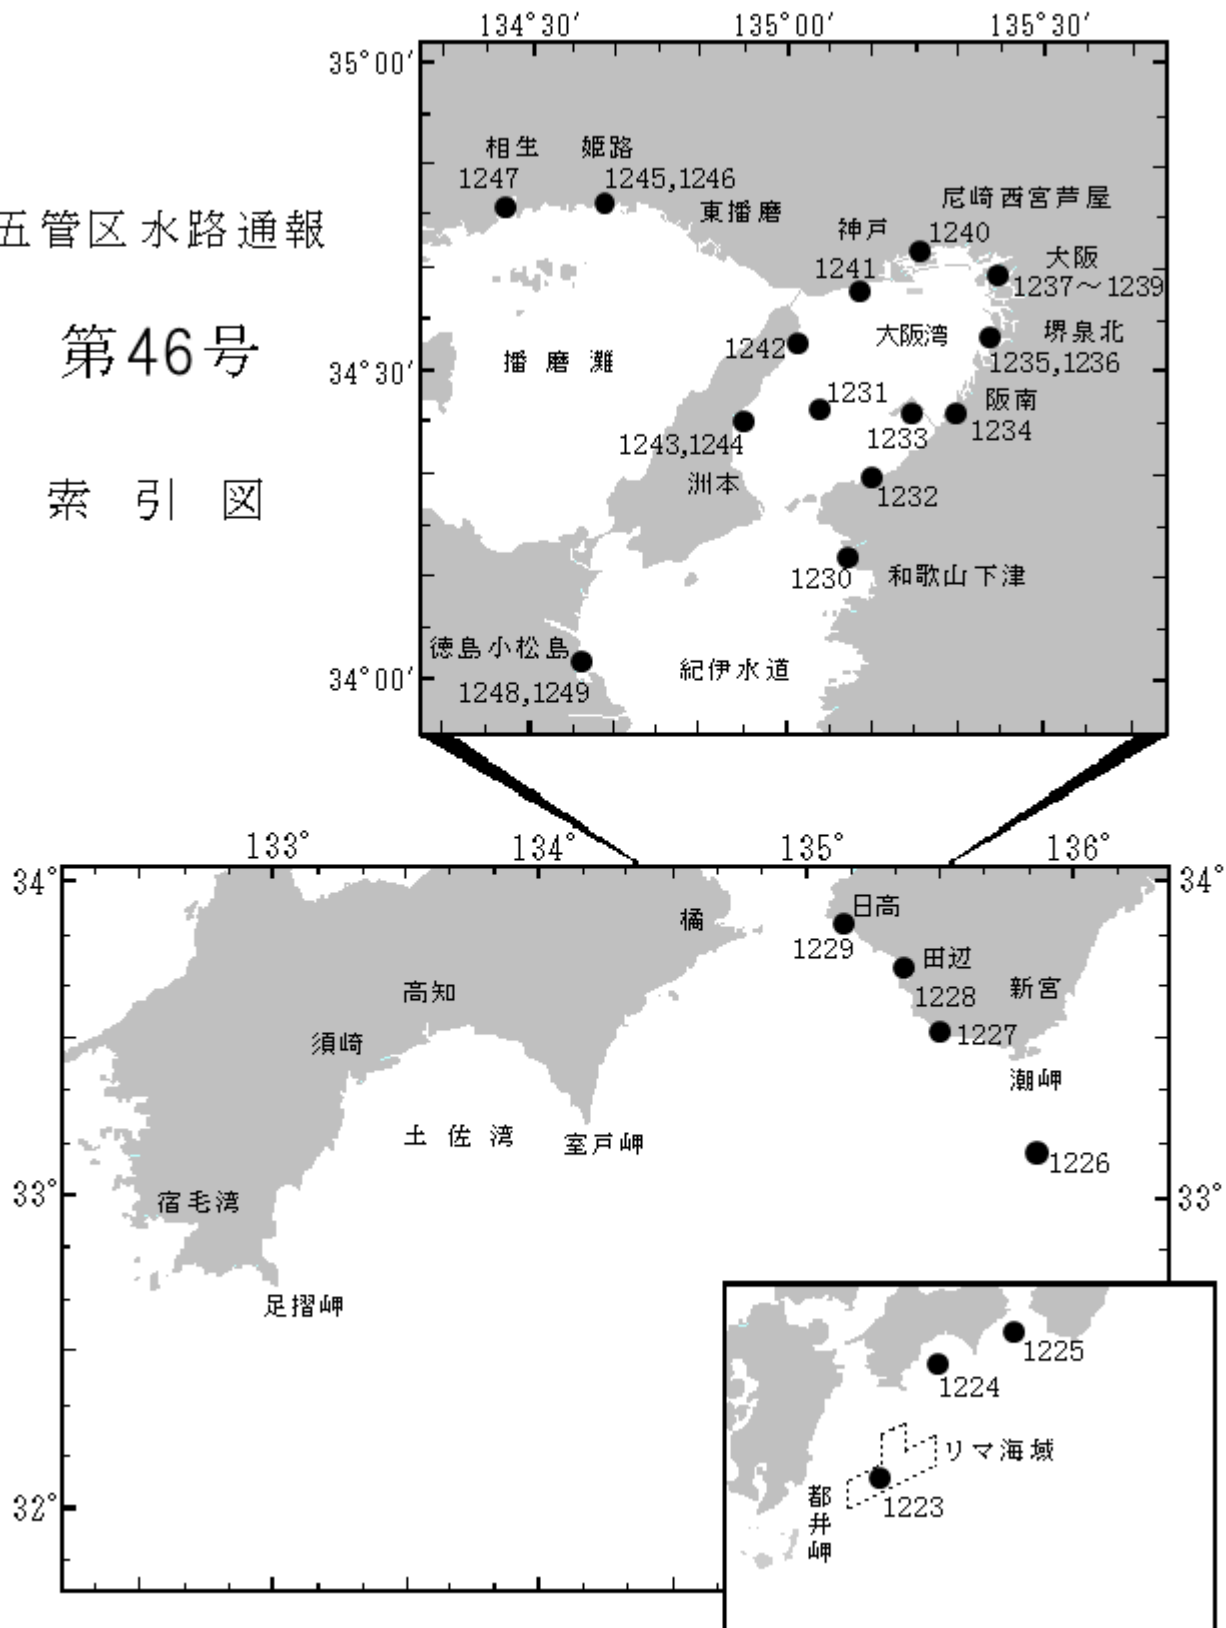 134°30′ 135°00′ 135°30′
35°00′
相生 姫路
1247 1245,1246
東播磨
尼崎西宮芦屋
神戸 1240
五管区水路通報
1241
大阪
1237～1239
第46号
播磨灘
1242
大阪湾
堺泉北
1235,1236
34°30′
1231
阪南
1243,1244
1233 1234
索引図
洲本
1232
1230 和歌山下津
徳島小松島
34°00′
1248,1249
紀伊水道
133° 134° 135° 136°
34° 34°
橘
日高
1229
田辺
1228
高知
新宮
須崎
1227
潮岬
土佐湾
室戸岬
1226
33° 33°
宿毛湾
足摺岬
1225
1224
リマ海域
1223
都井岬
32°